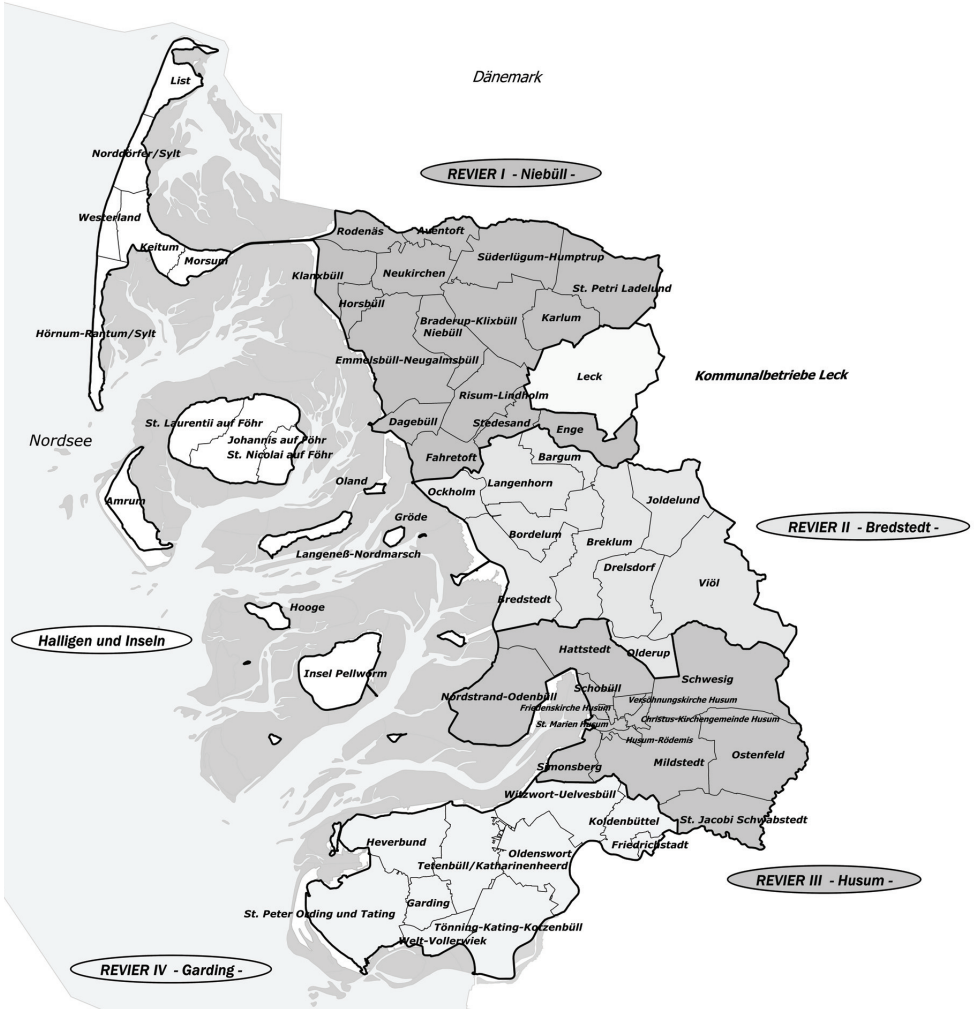 Dänemark
List
REVIER I - Niebüll -
Norddörfer/Sylt
Westerland
Keitum
Morsum
Hörnum-Rantum/Sylt
Rodenäs
Aventoft
Klanxbüll
Neukirchen
Süderlügum-Humptrup
St. Petri Ladelund
Horsbüll
Braderup-Klixbüll
Niebüll
Karlum
Emmelsbüll-Neugalmsbüll
Leck
Kommunalbetriebe Leck
Risum-Lindholm
Dagebüll
Stedesand
Enge
Fahretoft
Nordsee
St. Laurentii auf Föhr
Johannis auf Föhr
St. Nicolai auf Föhr
Amrum
Oland
Gröde
Langeneß-Nordmarsch
Hooge
Halligen und Inseln
Insel Pellworm
Bargum
Langenhorn
Ockholm
Joldelund
Bordelum
Breklum
REVIER II - Bredstedt -
Drelsdorf
Viöl
Bredstedt
Olderup
Hattstedt
Schwesig
Schobüll
Nordstrand-Odenbüll
Versöhnungskirche Husum
Friedenskirche Husum
St. Marien Husum
Christus-Kirchengemeinde Husum
Husum-Rödemis
Mildstedt
Ostenfeld
Simonsberg
St. Jacobi Schwabstedt
REVIER III - Husum -
Witzwort-Uelvesbüll
Koldenbüttel
Friedrichstadt
Heverbund
Oldenswort
Tetenbüll/Katharinenheerd
Garding
St. Peter Ording und Tating
Tönning-Kating-Kotzenbüll
Welt-Vollerwiek
REVIER IV - Garding -